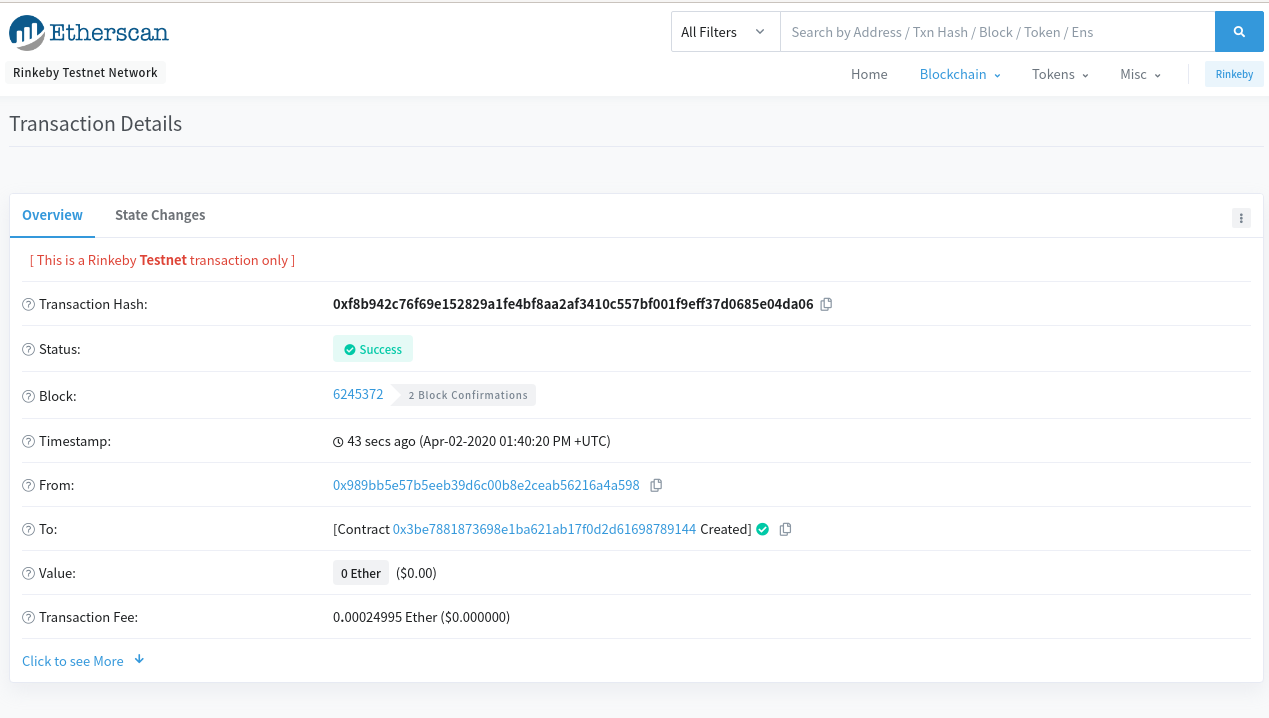 Etherscan
All Filters
Search by Address / Txn Hash / Block / Token / Ens
Rinkeby Testnet Network
Home Blockchain Tokens Misc Rinkeby
Transaction Details
Overview State Changes
[ This is a Rinkeby Testnet transaction only ]
Transaction Hash: 0xf8b942c76f69e152829a1fe4bf8aa2af3410c557bf001f9eff37d0685e04da06
Status: Success
Block: 6245372 2 Block Confirmations
Timestamp: 43 secs ago (Apr-02-2020 01:40:20 PM +UTC)
From: 0x989bb5e57b5eeb39d6c00b8e2ceab56216a4a598
To: [Contract 0x3be7881873698e1ba621ab17f0d2d61698789144 Created]
Value: 0 Ether ($0.00)
Transaction Fee: 0.00024995 Ether ($0.000000)
Click to see More